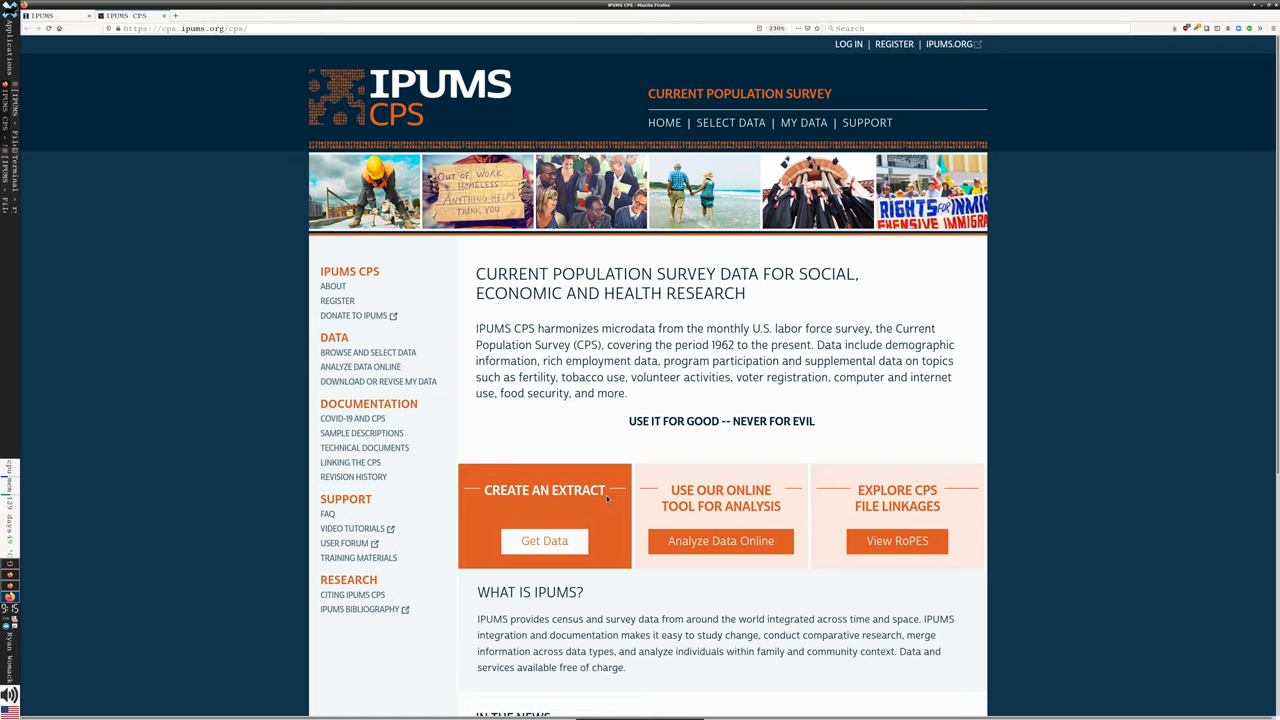 IPUMS CPS - Mozilla Firefox
IPUMS
IPUMS CPS
https://cps.ipums.org/cps/
230%
Search
LOG IN | REGISTER | IPUMS.ORG
IPUMS
CPS
CURRENT POPULATION SURVEY
HOME | SELECT DATA | MY DATA | SUPPORT
OUT OF WORK
HOMELESS
ANYTHING HELPS
THANK YOU
IPUMS CPS
ABOUT
REGISTER
DONATE TO IPUMS
DATA
BROWSE AND SELECT DATA
ANALYZE DATA ONLINE
DOWNLOAD OR REVISE MY DATA
DOCUMENTATION
COVID-19 AND CPS
SAMPLE DESCRIPTIONS
TECHNICAL DOCUMENTS
LINKING THE CPS
REVISION HISTORY
SUPPORT
FAQ
VIDEO TUTORIALS
USER FORUM
TRAINING MATERIALS
RESEARCH
CITING IPUMS CPS
IPUMS BIBLIOGRAPHY
CURRENT POPULATION SURVEY DATA FOR SOCIAL,
ECONOMIC AND HEALTH RESEARCH
IPUMS CPS harmonizes microdata from the monthly U.S. labor force survey, the Current
Population Survey (CPS), covering the period 1962 to the present. Data include demographic
information, rich employment data, program participation and supplemental data on topics
such as fertility, tobacco use, volunteer activities, voter registration, computer and internet
use, food security, and more.
USE IT FOR GOOD -- NEVER FOR EVIL
CREATE AN EXTRACT
Get Data
USE OUR ONLINE
TOOL FOR ANALYSIS
Analyze Data Online
EXPLORE CPS
FILE LINKAGES
View RoPES
WHAT IS IPUMS?
IPUMS provides census and survey data from around the world integrated across time and space. IPUMS
integration and documentation makes it easy to study change, conduct comparative research, merge
information across data types, and analyze individuals within family and community context. Data and
services available free of charge.
IN THE NEWS
Applications
9:15
Ryan Womack